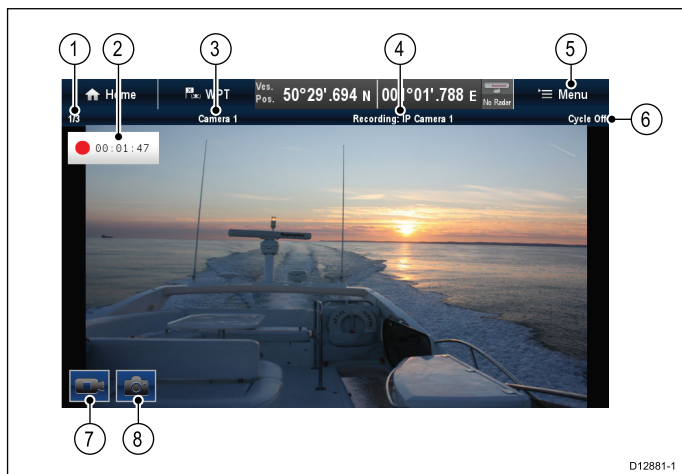 1 2 3 4 5
Home WPT Ves. Pos. 50°29'.694 N 001°01'.788 E No Radar Menu
1/3 Camera 1 Recording: IP Camera 1 Cycle Off
6
00:01:47
7 8
D12881-1